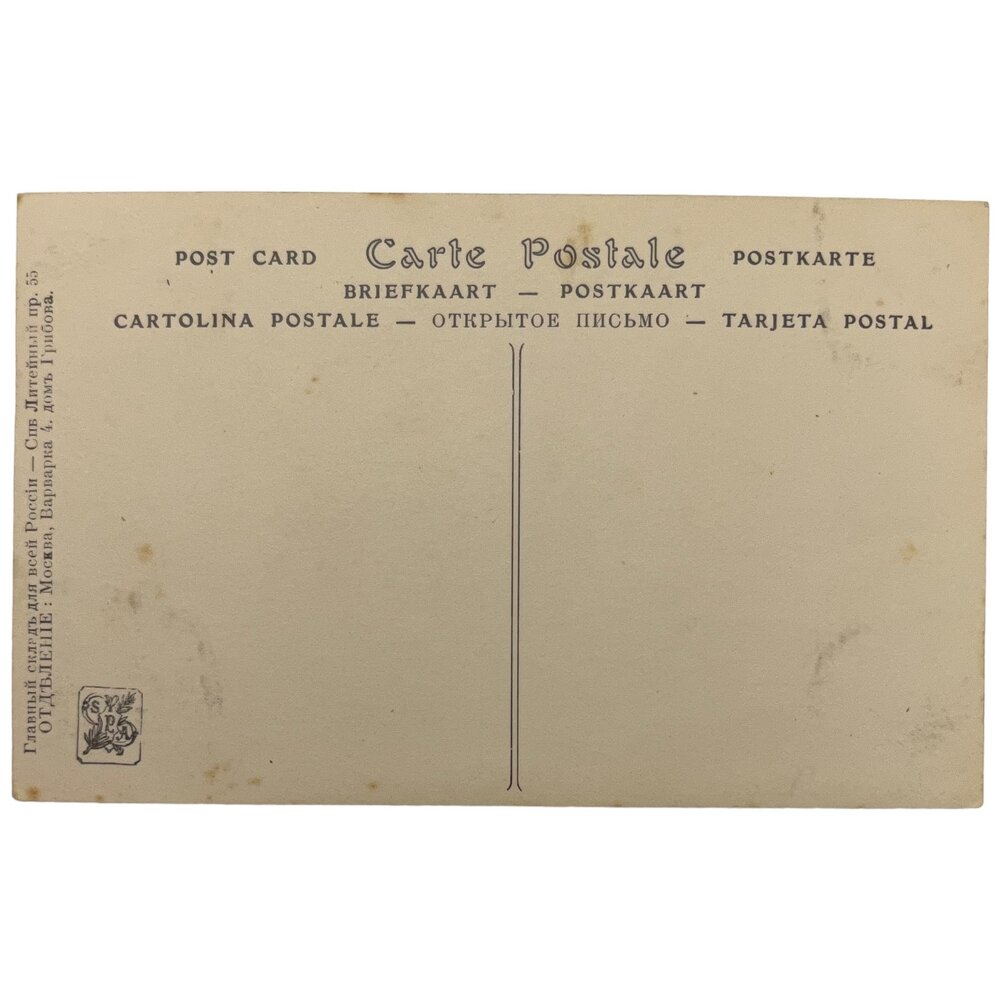 POST CARD Carte Postale POSTKARTE
BRIEFKAART — POSTKAART
CARTOLINA POSTALE — ОТКРЫТОЕ ПИСЬМО — TARJETA POSTAL
Главный складъ для всей Россіи — Спв Литейный пр. 55
ОТДѢЛЕНІЕ : Москва, Варварка 4. домъ Грибова.
S P A